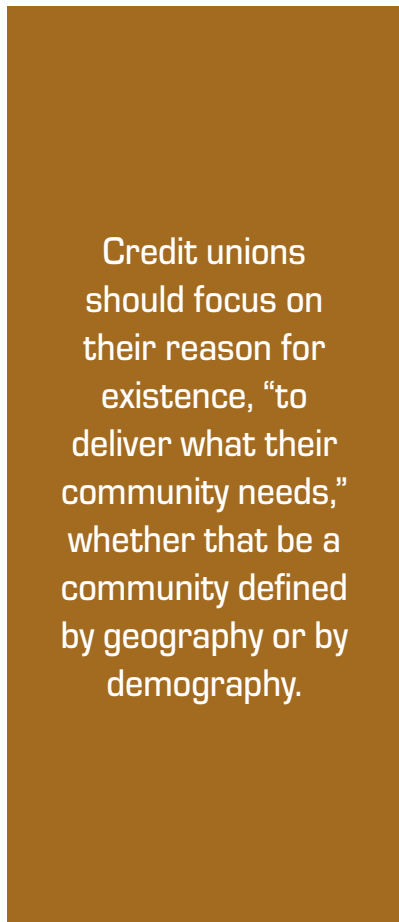 Credit unions
should focus on
their reason for
existence, “to
deliver what their
community needs,”
whether that be a
community defined
by geography or by
demography.